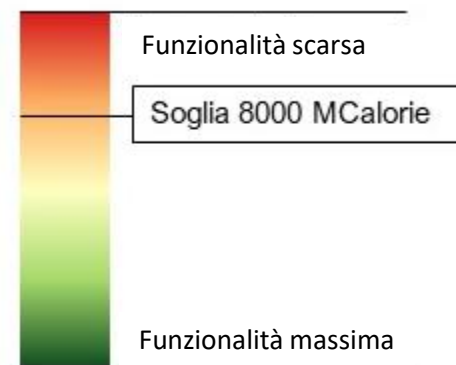 Funzionalità scarsa
Soglia 8000 MCalorie
Funzionalità massima